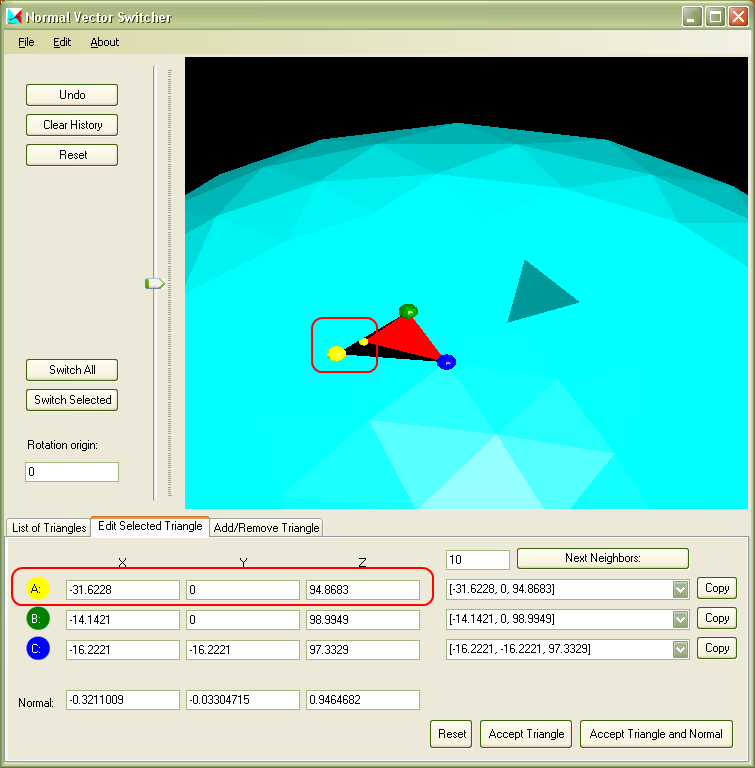 Normal Vector Switcher
File Edit About
Undo
Clear History
Reset
Switch All
Switch Selected
Rotation origin:
0
List of Triangles Edit Selected Triangle Add/Remove Triangle
X Y Z 10 Next Neighbors:
A: -31.6228 0 94.8683 [-31.6228, 0, 94.8683] Copy
B: -14.1421 0 98.9949 [-14.1421, 0, 98.9949] Copy
C: -16.2221 -16.2221 97.3329 [-16.2221, -16.2221, 97.3329] Copy
Normal: -0.3211009 -0.03304715 0.9464682
Reset Accept Triangle Accept Triangle and Normal